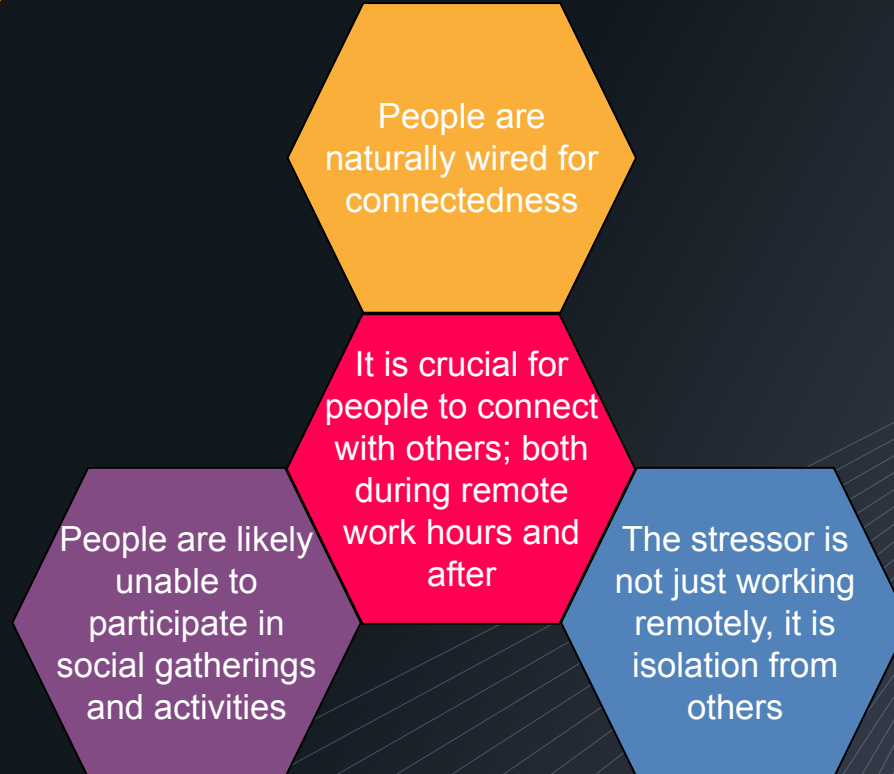 People are
naturally wired for
connectedness
It is crucial for
people to connect
with others; both
during remote
work hours and
after
People are likely
unable to
participate in
social gatherings
and activities
The stressor is
not just working
remotely, it is
isolation from
others